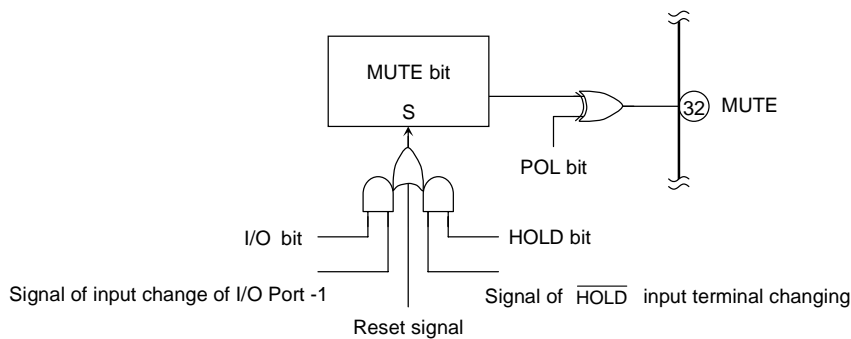 MUTE bit
S
32 MUTE
POL bit
I/O bit
HOLD bit
Signal of input change of I/O Port -1
Signal of HOLD input terminal changing
Reset signal